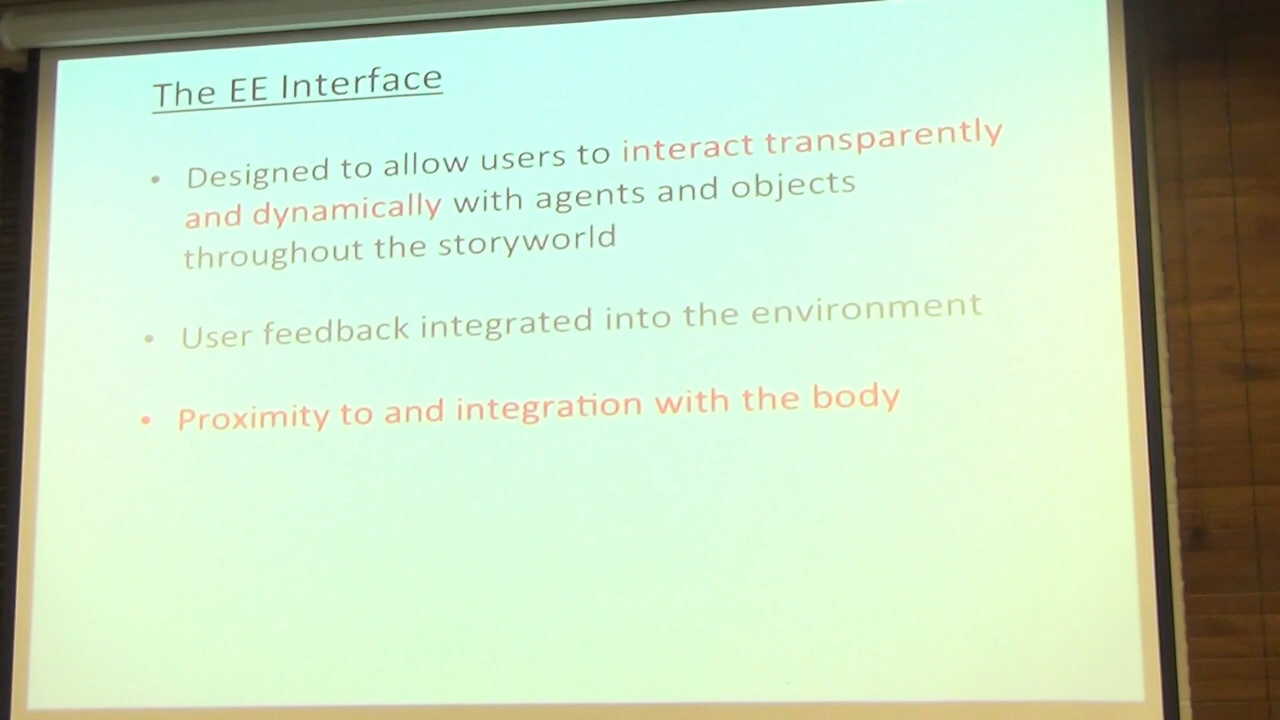 The EE Interface
• Designed to allow users to interact transparently
and dynamically with agents and objects
throughout the storyworld
• User feedback integrated into the environment
• Proximity to and integration with the body